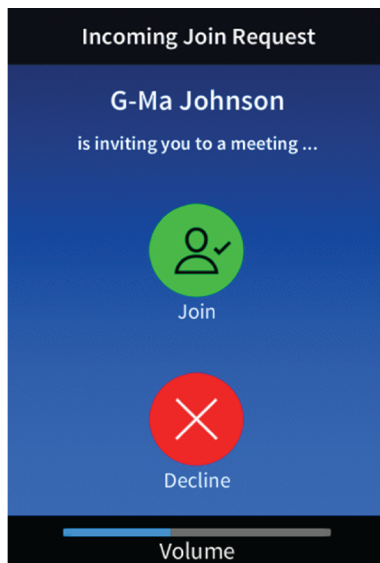 Incoming Join Request
G-Ma Johnson
is inviting you to a meeting ...
Join
Decline
Volume